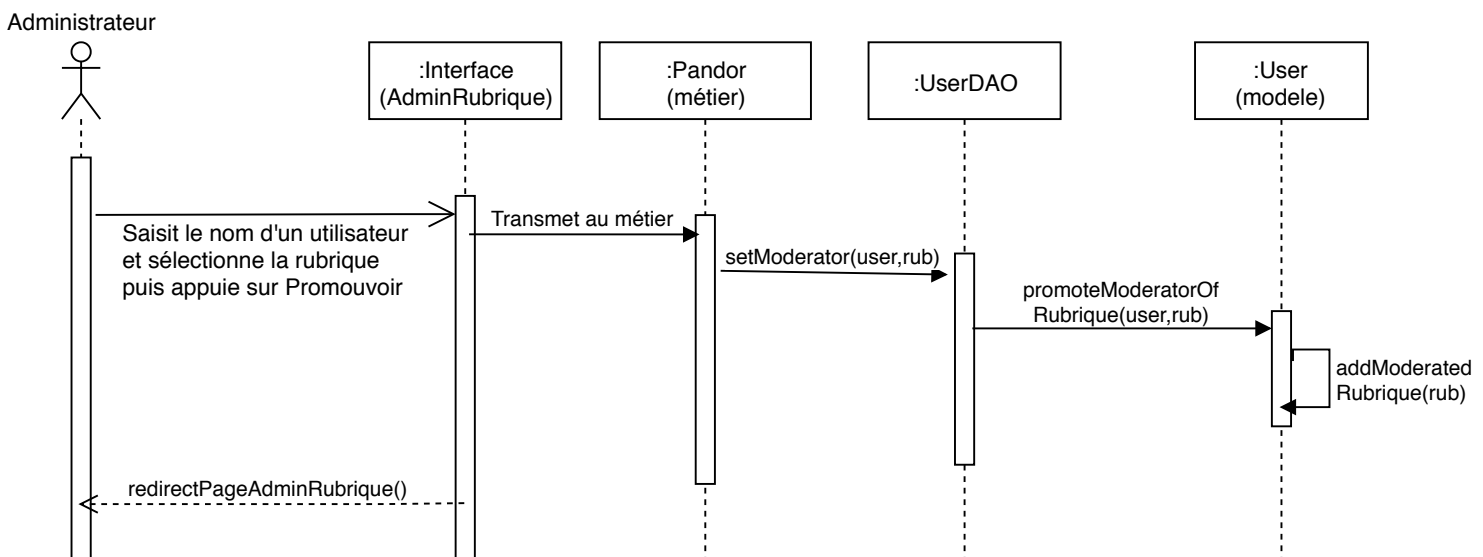 Administrateur
:Interface
(AdminRubrique)
:Pandor
(métier)
:UserDAO
:User
(modele)
Saisit le nom d'un utilisateur
et sélectionne la rubrique
puis appuie sur Promouvoir
Transmet au métier
setModerator(user,rub)
promoteModeratorOf
Rubrique(user,rub)
addModerated
Rubrique(rub)
redirectPageAdminRubrique()